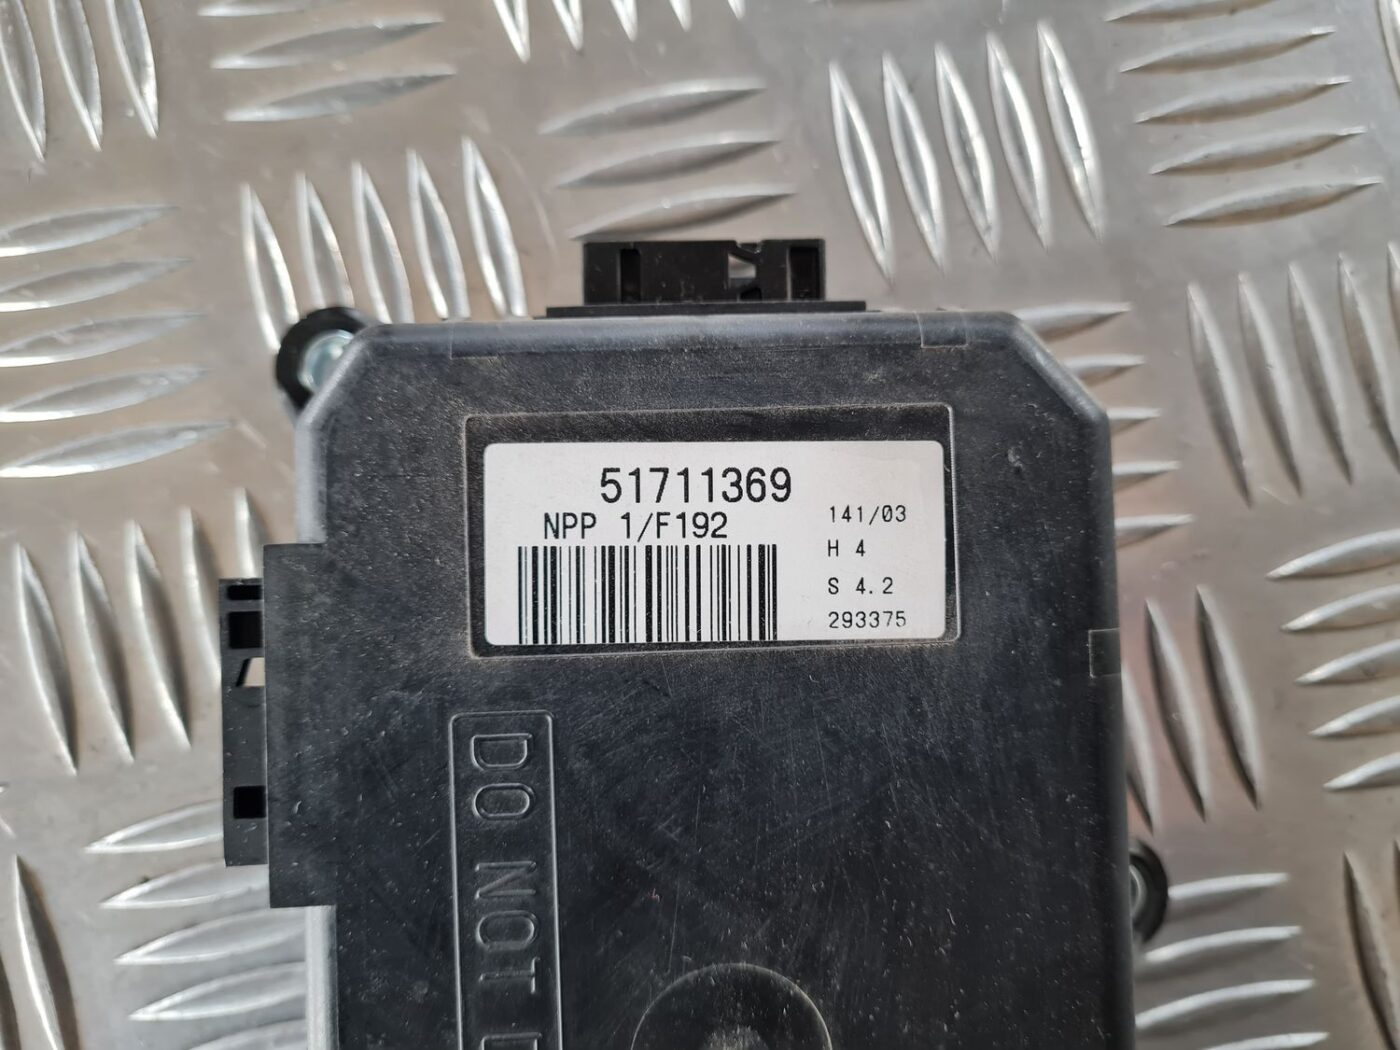 51711369
NPP 1/F192
141/03
H 4
S 4.2
293375
DO NOT